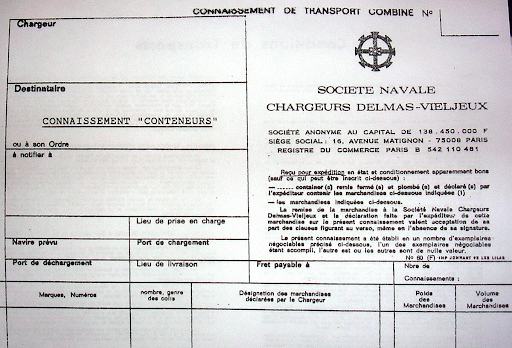 CONNAISSEMENT DE TRANSPORT COMBINE N°
Chargeur
Destinataire
CONNAISSEMENT "CONTENEURS"
ou à son Ordre
à notifier à
Lieu de prise en charge
Navire prévu
Port de chargement
Port de déchargement
Lieu de livraison
SOCIETE NAVALE
CHARGEURS DELMAS-VIELJEUX
SOCIÉTÉ ANONYME AU CAPITAL DE 138.450.000 F
SIÈGE SOCIAL: 16, AVENUE MATIGNON - 75008 PARIS
REGISTRE DU COMMERCE PARIS B 542 110 481
Reçu pour expédition en état et conditionnement apparemment bons
(sauf ce qui peut être inscrit ci-dessous) :
— ...... container(s) remis fermé(s) et plombé(s) et déclaré(s) par
l'expéditeur contenir les marchandises ci-dessous indiquées (1)
— les marchandises indiquées ci-dessous.
La remise de la marchandise à la Société Navale Chargeurs
Delmas-Vieljeux et la déclaration faite par l'expéditeur de cette
marchandise sur le présent connaissement valent acceptation de sa
part des clauses figurant au verso, même en l'absence de sa signature.
Le présent connaissement a été établi en un nombre d'exemplaires
négociables précisé ci-dessous, l'un des exemplaires négociables
étant accompli, l'autre est ou les autres sont de nulle valeur.
N° 60 (F) IMP JONMART VE LES LILAS
Fret payable à
Nbre de
Connaissements :
Marques, Numéros
nombre, genre
des colis
Désignation des marchandises
déclarées par le Chargeur
Poids
des
Marchandises
Volume
des
Marchandises